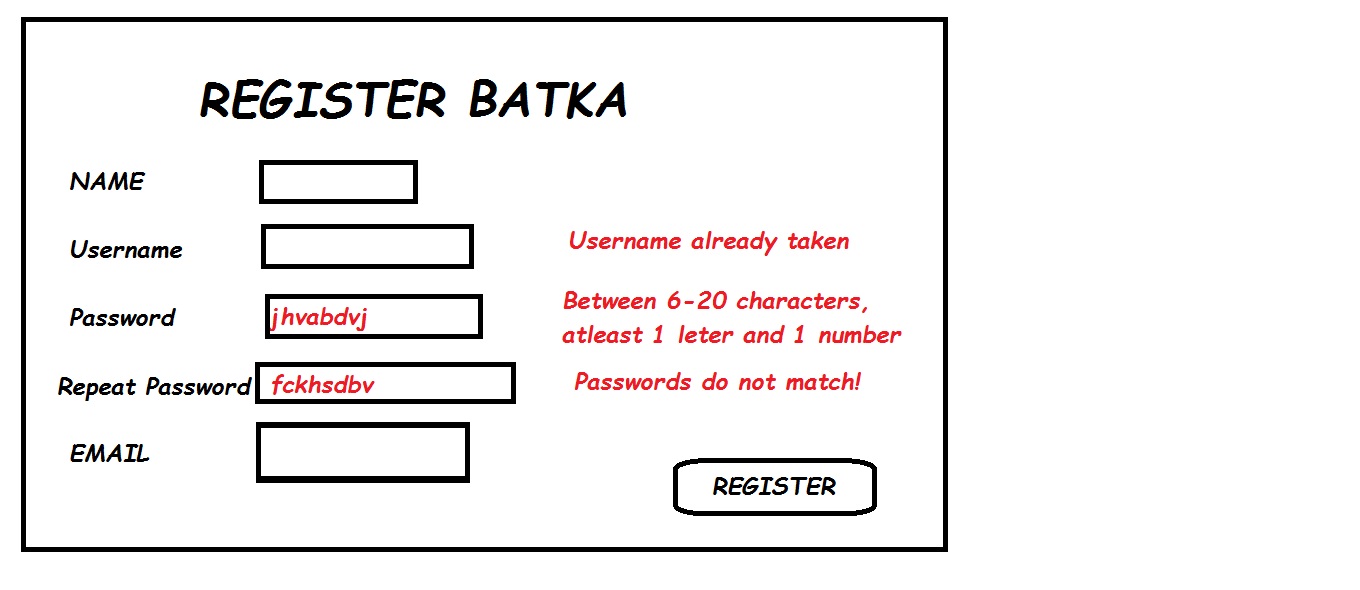 REGISTER BATKA
NAME
Username
Username already taken
Password
jhvabdvj
Between 6-20 characters,
atleast 1 leter and 1 number
Repeat Password
fckhsdbv
Passwords do not match!
EMAIL
REGISTER